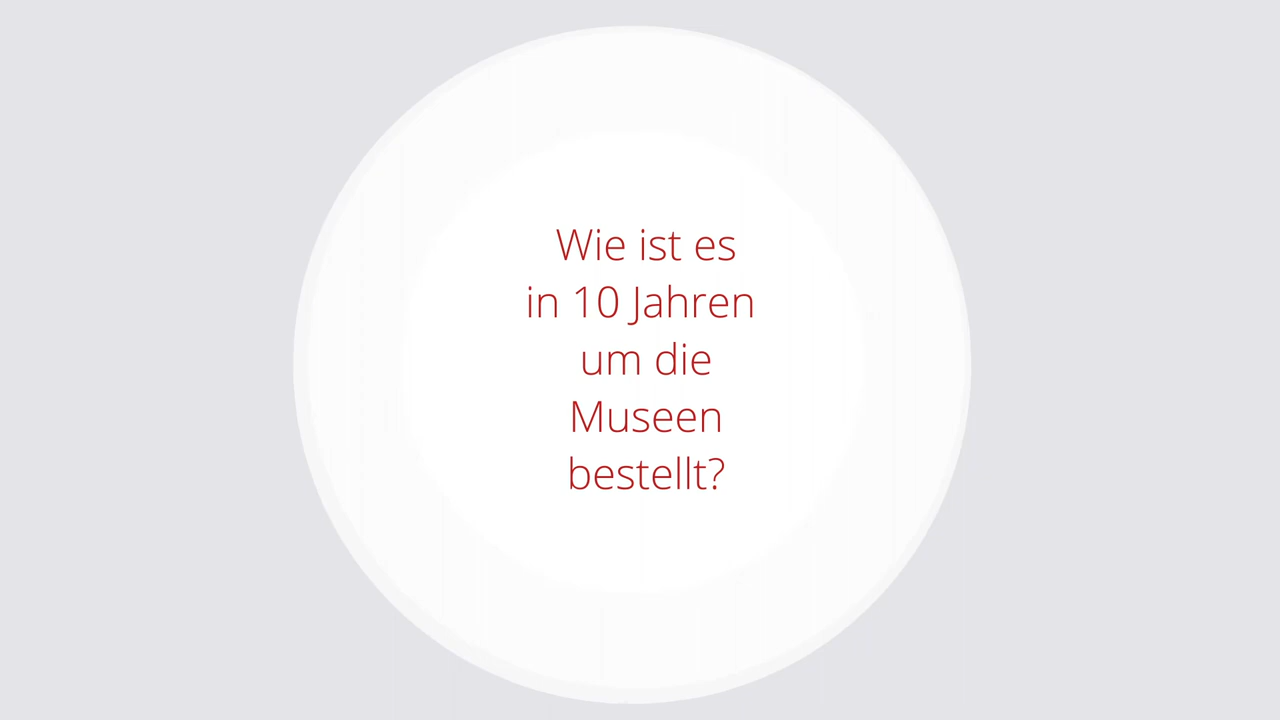 Wie ist es
in 10 Jahren
um die
Museen
bestellt?